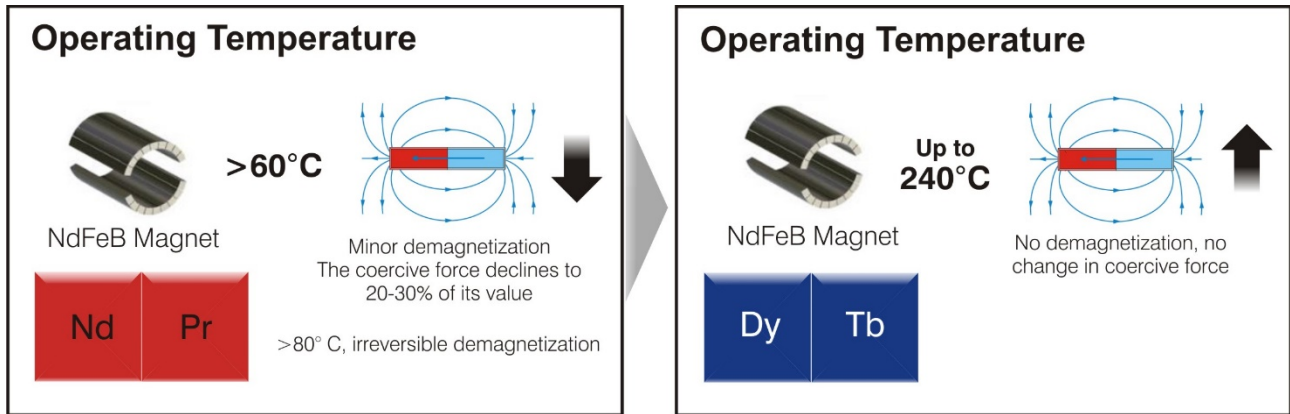 Operating Temperature
>60°C
NdFeB Magnet
Minor demagnetization
The coercive force declines to
20-30% of its value
Nd
Pr
>80° C, irreversible demagnetization
Operating Temperature
Up to
240°C
NdFeB Magnet
No demagnetization, no
change in coercive force
Dy
Tb